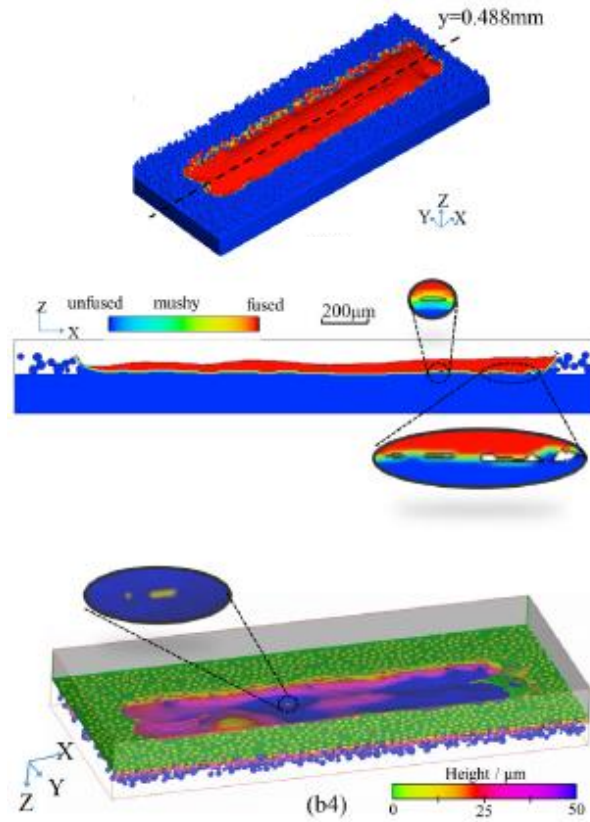 y=0.488mm
Z
Y X
Z
X
unfused mushy fused
200μm
X
Y
Z
(b4)
Height / μm
0 25 50